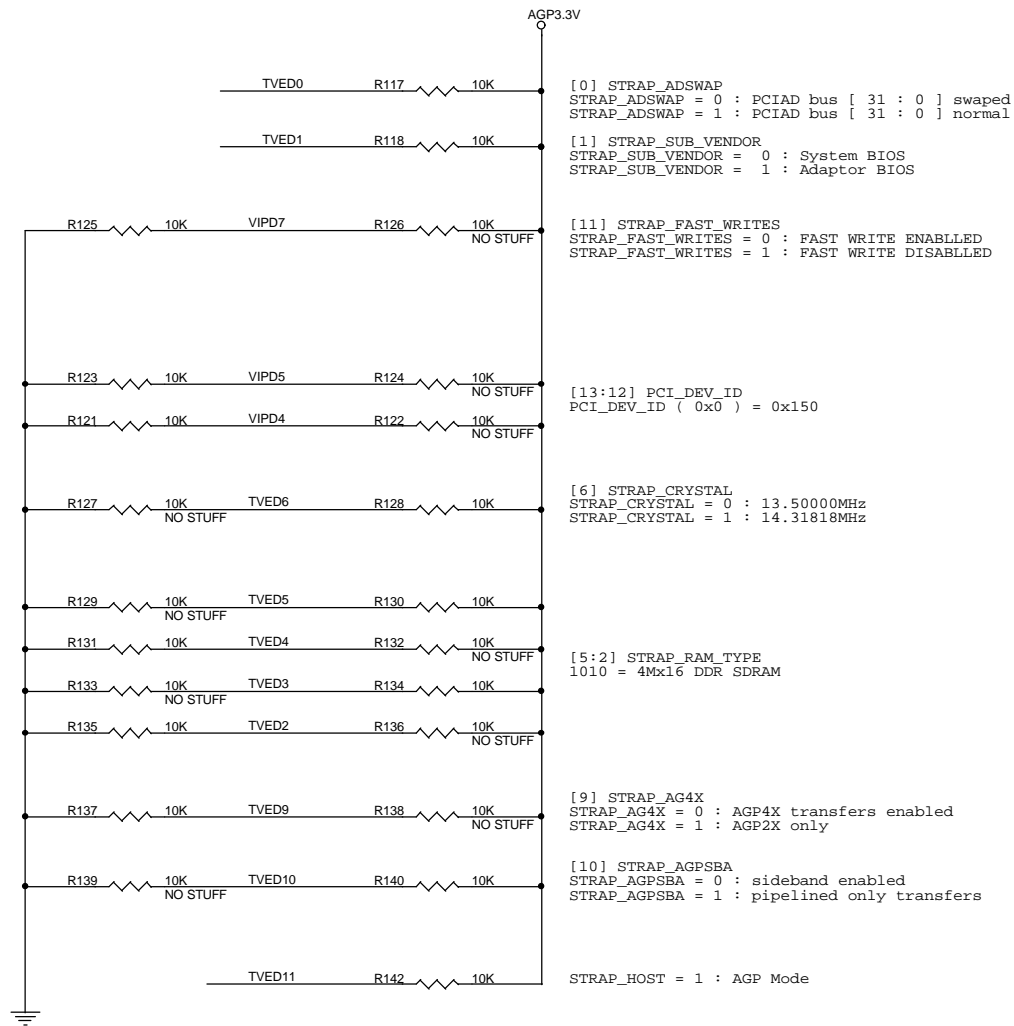 AGP3.3V
TVED0 R117 10K
[0] STRAP_ADSWAP
STRAP_ADSWAP = 0 : PCIAD bus [ 31 : 0 ] swaped
STRAP_ADSWAP = 1 : PCIAD bus [ 31 : 0 ] normal
TVED1 R118 10K
[1] STRAP_SUB_VENDOR
STRAP_SUB_VENDOR = 0 : System BIOS
STRAP_SUB_VENDOR = 1 : Adaptor BIOS
R125 10K VIPD7 R126 10K
NO STUFF
[11] STRAP_FAST_WRITES
STRAP_FAST_WRITES = 0 : FAST WRITE ENABLLED
STRAP_FAST_WRITES = 1 : FAST WRITE DISABLLED
R123 10K VIPD5 R124 10K
NO STUFF
[13:12] PCI_DEV_ID
PCI_DEV_ID ( 0x0 ) = 0x150
R121 10K VIPD4 R122 10K
NO STUFF
R127 10K TVED6 R128 10K
NO STUFF
[6] STRAP_CRYSTAL
STRAP_CRYSTAL = 0 : 13.50000MHz
STRAP_CRYSTAL = 1 : 14.31818MHz
R129 10K TVED5 R130 10K
NO STUFF
R131 10K TVED4 R132 10K
NO STUFF
[5:2] STRAP_RAM_TYPE
1010 = 4Mx16 DDR SDRAM
R133 10K TVED3 R134 10K
NO STUFF
R135 10K TVED2 R136 10K
NO STUFF
R137 10K TVED9 R138 10K
NO STUFF
[9] STRAP_AG4X
STRAP_AG4X = 0 : AGP4X transfers enabled
STRAP_AG4X = 1 : AGP2X only
R139 10K TVED10 R140 10K
NO STUFF
[10] STRAP_AGPSBA
STRAP_AGPSBA = 0 : sideband enabled
STRAP_AGPSBA = 1 : pipelined only transfers
TVED11 R142 10K
STRAP_HOST = 1 : AGP Mode